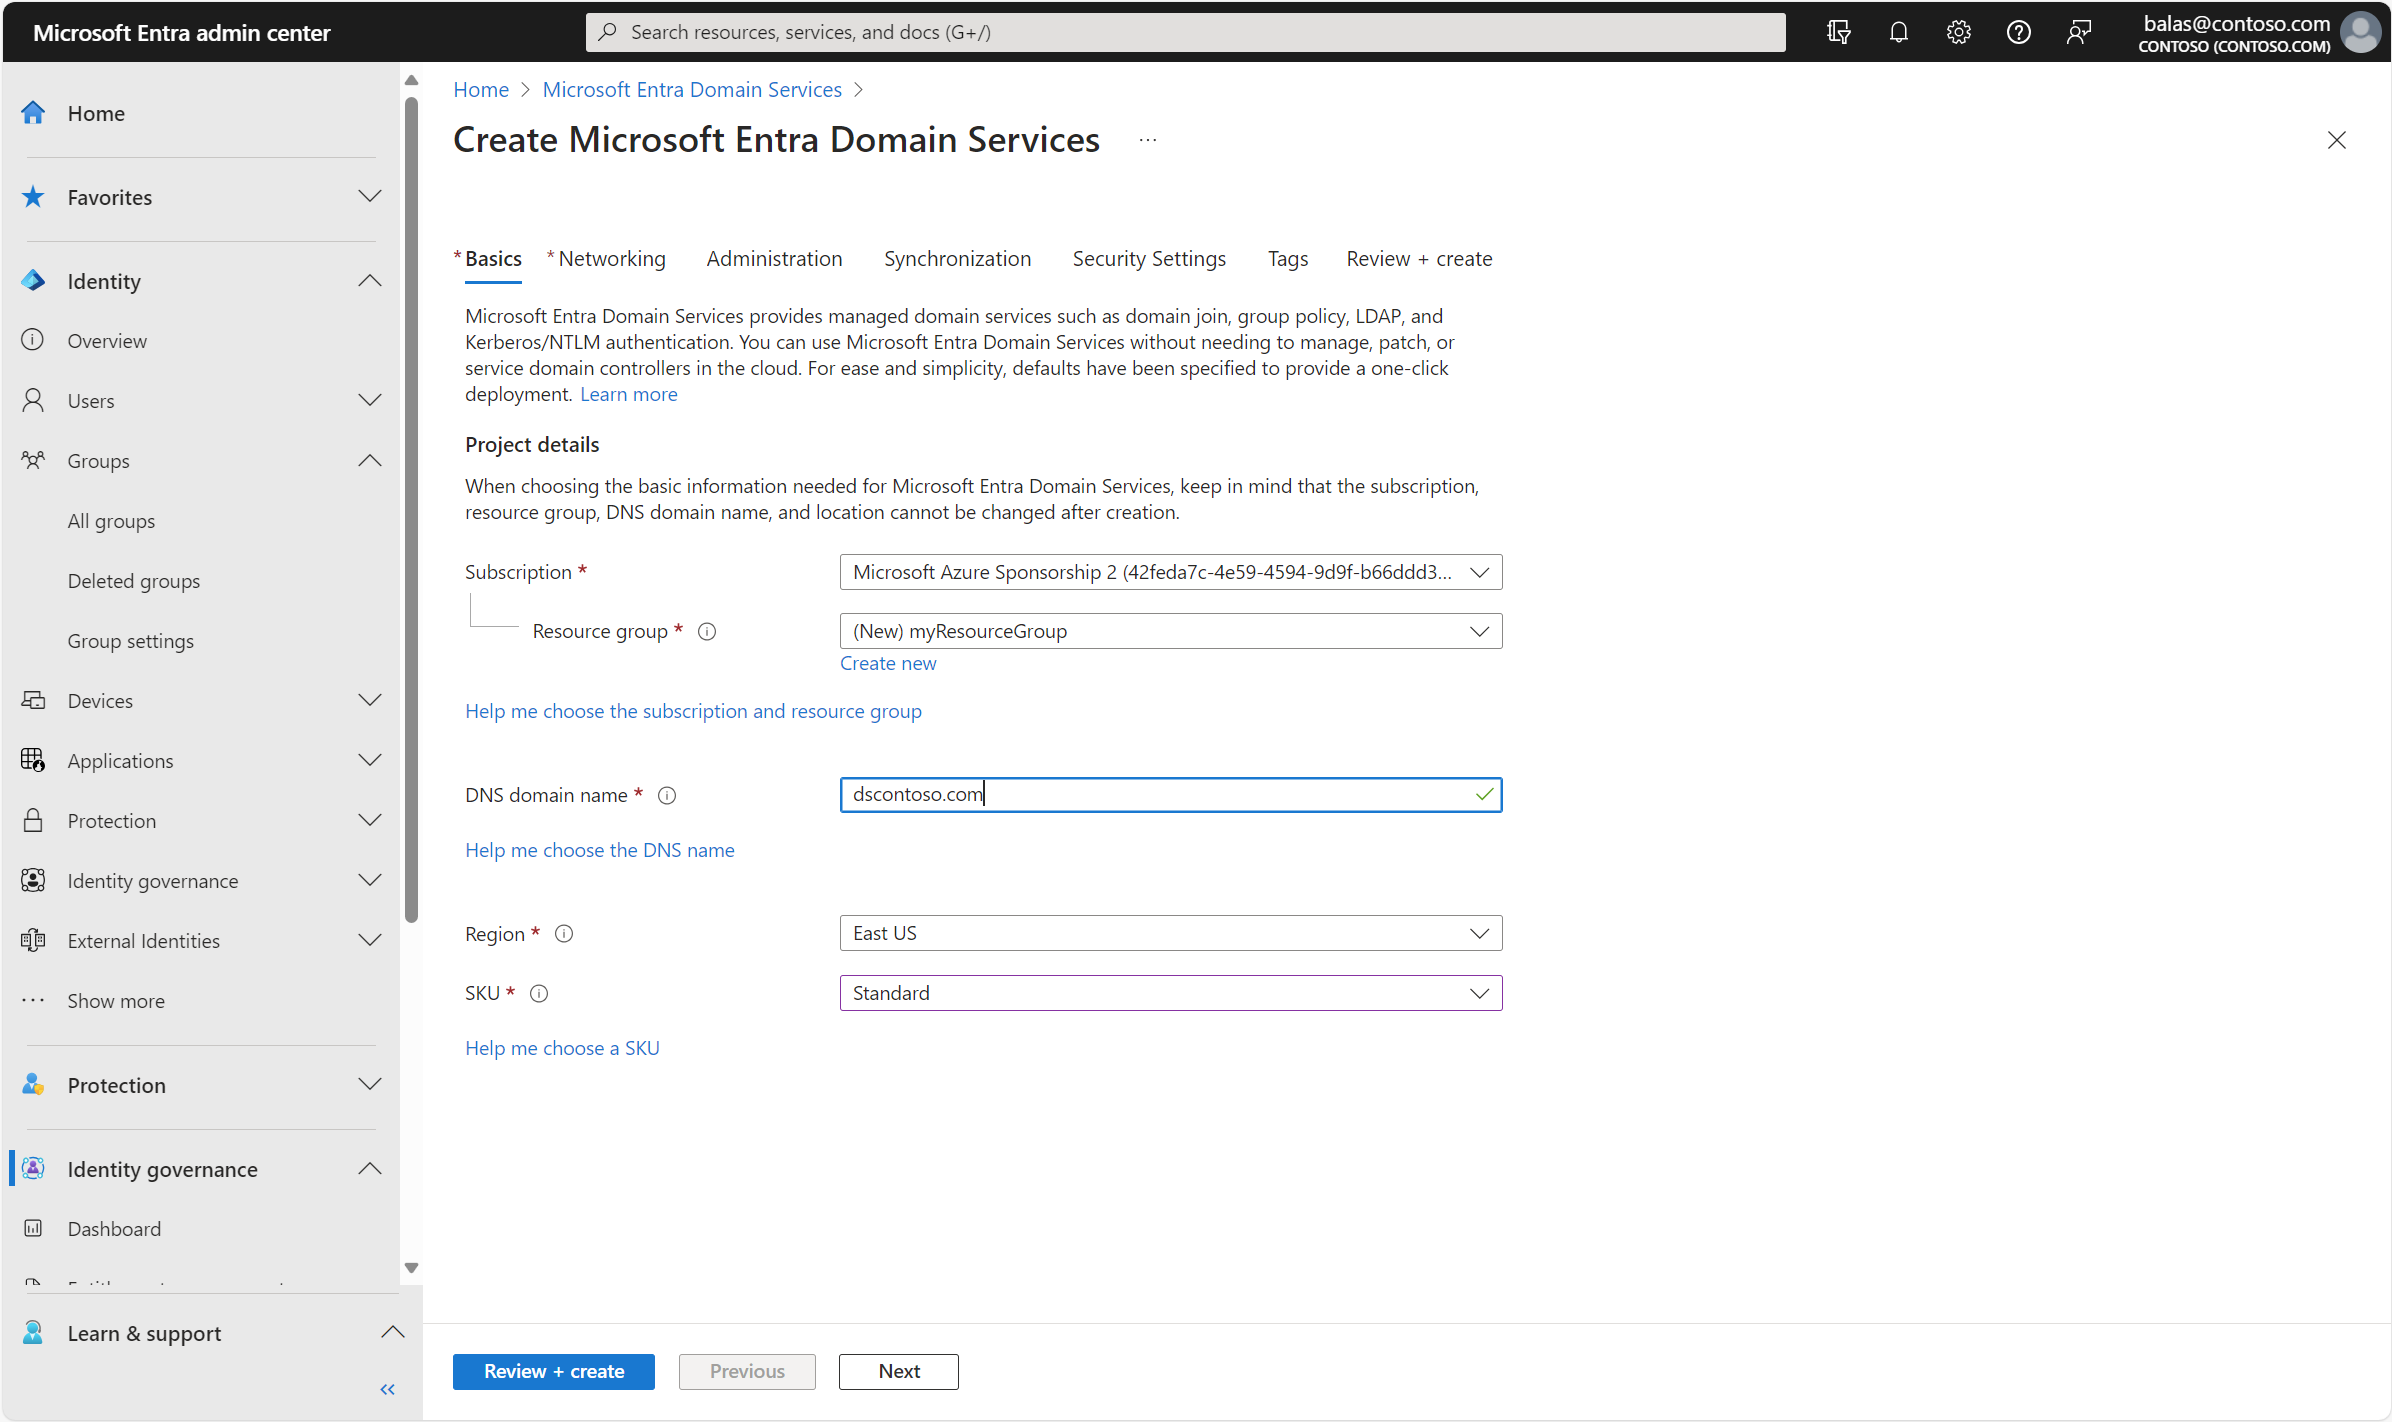 Microsoft Entra admin center
Search resources, services, and docs (G+/)
balas@contoso.com
CONTOSO (CONTOSO.COM)
Home
Favorites
Identity
Overview
Users
Groups
All groups
Deleted groups
Group settings
Devices
Applications
Protection
Identity governance
External Identities
Show more
Protection
Identity governance
Dashboard
Learn & support
Home > Microsoft Entra Domain Services >
Create Microsoft Entra Domain Services ...
* Basics * Networking Administration Synchronization Security Settings Tags Review + create
Microsoft Entra Domain Services provides managed domain services such as domain join, group policy, LDAP, and
Kerberos/NTLM authentication. You can use Microsoft Entra Domain Services without needing to manage, patch, or
service domain controllers in the cloud. For ease and simplicity, defaults have been specified to provide a one-click
deployment. Learn more
Project details
When choosing the basic information needed for Microsoft Entra Domain Services, keep in mind that the subscription,
resource group, DNS domain name, and location cannot be changed after creation.
Subscription * Microsoft Azure Sponsorship 2 (42feda7c-4e59-4594-9d9f-b66ddd3...
Resource group * (New) myResourceGroup
Create new
Help me choose the subscription and resource group
DNS domain name * dscontoso.com
Help me choose the DNS name
Region * East US
SKU * Standard
Help me choose a SKU
Review + create Previous Next